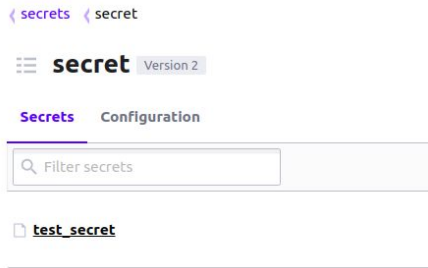 secrets secret
secret Version 2
Secrets Configuration
Filter secrets
test_secret